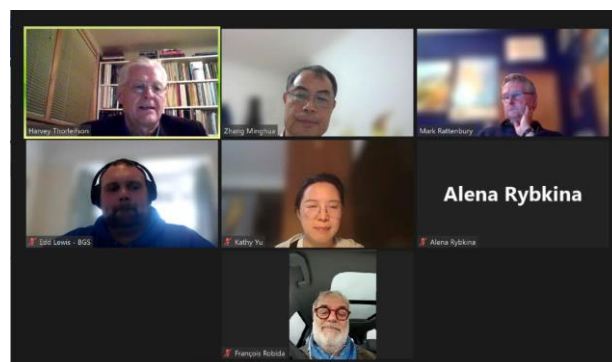 Harvey Thorleifson
Zhang Minghua
Mark Rattenbury
Edd Lewis - BGS
Kathy Yu
Alena Rybkina
Alena Rybkina
François Robida